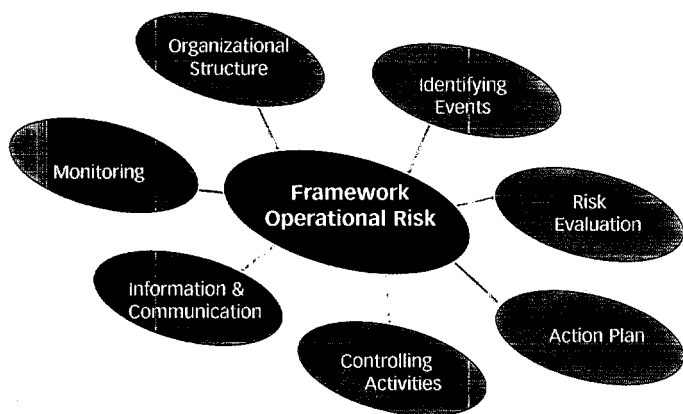 Organizational
Structure
Identifying
Events
Monitoring
Framework
Operational Risk
Risk
Evaluation
Information &
Communication
Action Plan
Controlling
Activities